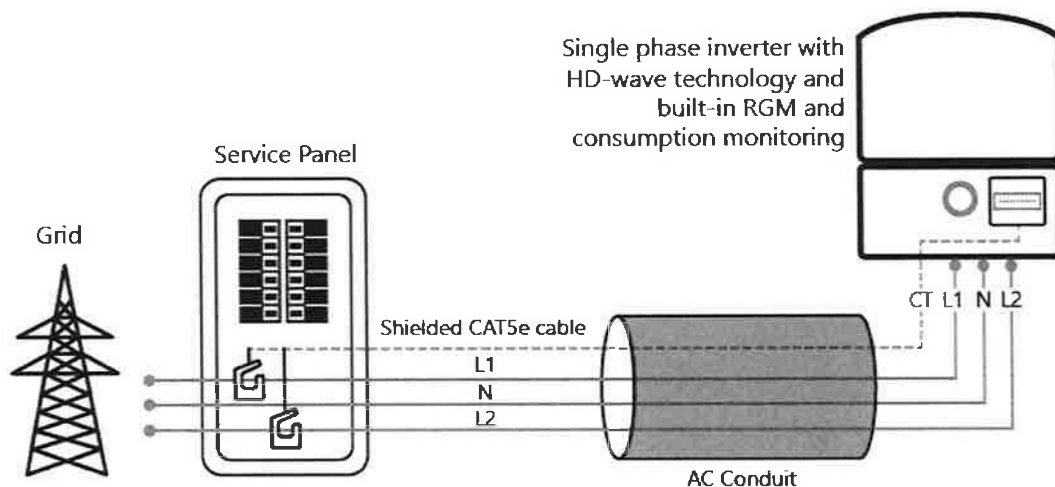 Single phase inverter with
HD-wave technology and
built-in RGM and
consumption monitoring
Service Panel
Grid
CT L1 N L2
Shielded CAT5e cable
L1
N
L2
AC Conduit